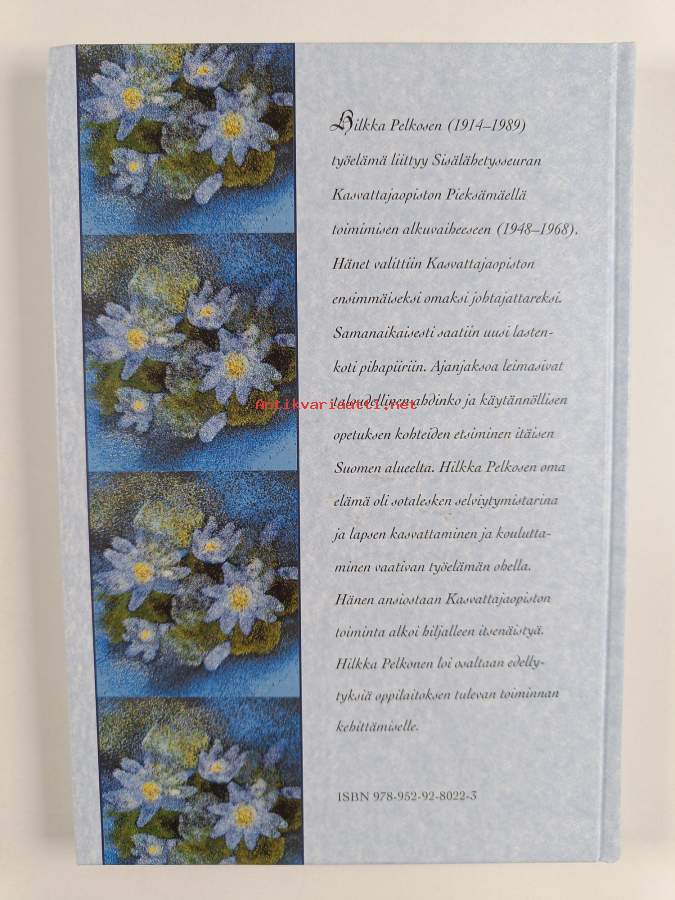 Hilkka Pelkosen (1914–1989)
työelämä liittyy Sisälähetysseuran
Kasvattajaopiston Pieksämäellä
toimimisen alkuvaiheeseen (1948–1968).
Hänet valittiin Kasvattajaopiston
ensimmäiseksi omaksi johtajattareksi.
Samanaikaisesti saatiin uusi lasten-
koti pihapiiriin. Ajanjaksoa leimasivat
taloudellinen ahdinko ja käytännöllisen
Antikvariaatti.net
opetuksen kohteiden etsiminen itäisen
Suomen alueelta. Hilkka Pelkosen oma
elämä oli sotalesken selviytymistarina
ja lapsen kasvattaminen ja koulutta-
minen vaativan työelämän ohella.
Hänen ansiostaan Kasvattajaopiston
toiminta alkoi hiljalleen itsenäistyä.
Hilkka Pelkonen loi osaltaan edelly-
tyksiä oppilaitoksen tulevan toiminnan
kehittämiselle.
ISBN 978-952-92-8022-3